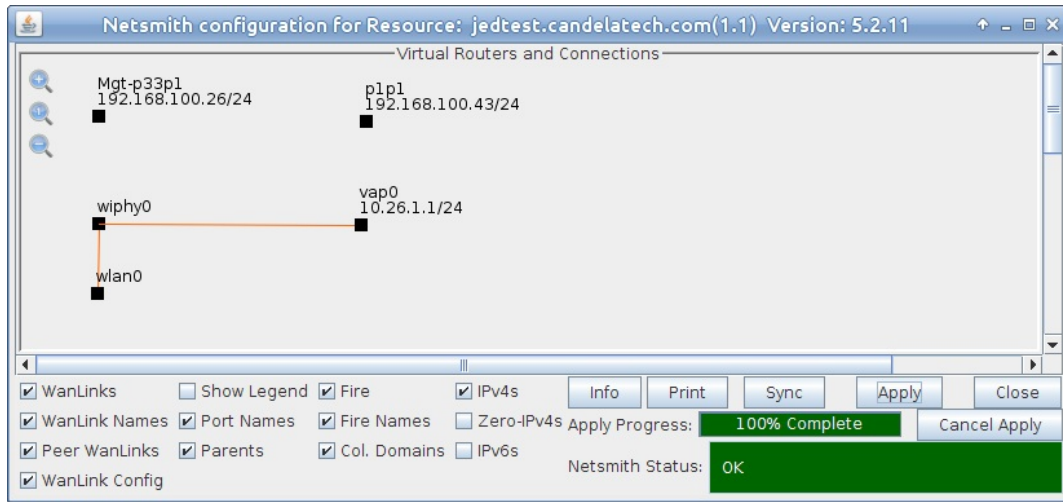 Netsmith configuration for Resource: jedtest.candelatech.com(1.1) Version: 5.2.11
Virtual Routers and Connections
Mgt-p33p1
192.168.100.26/24
p1p1
192.168.100.43/24
wiphy0
vap0
10.26.1.1/24
wlan0
WanLinks Show Legend Fire IPv4s Info Print Sync Apply Close
WanLink Names Port Names Fire Names Zero-IPv4s Apply Progress: 100% Complete Cancel Apply
Peer WanLinks Parents Col. Domains IPv6s Netsmith Status: OK
WanLink Config